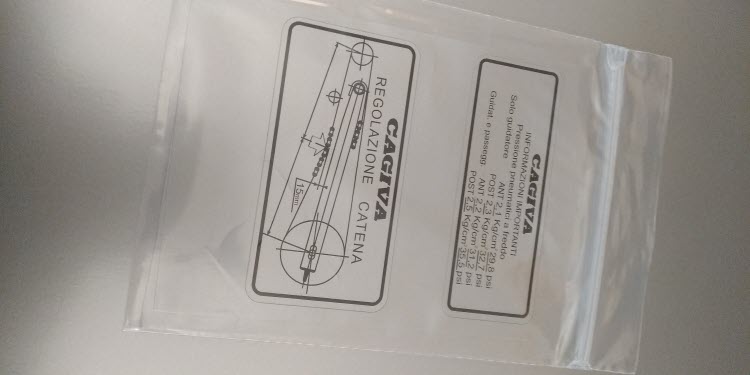 CAGIVA
INFORMAZIONI IMPORTANTI
Pressione pneumatici a freddo
Solo guidatore ANT 2,1 Kg/cm² 29,8 psi
POST 2,3 Kg/cm² 32,7 psi
Guidat. e passegg. ANT 2,2 Kg/cm² 31,2 psi
POST 2,5 Kg/cm² 35,5 psi
CAGIVA
REGOLAZIONE CATENA
15mm